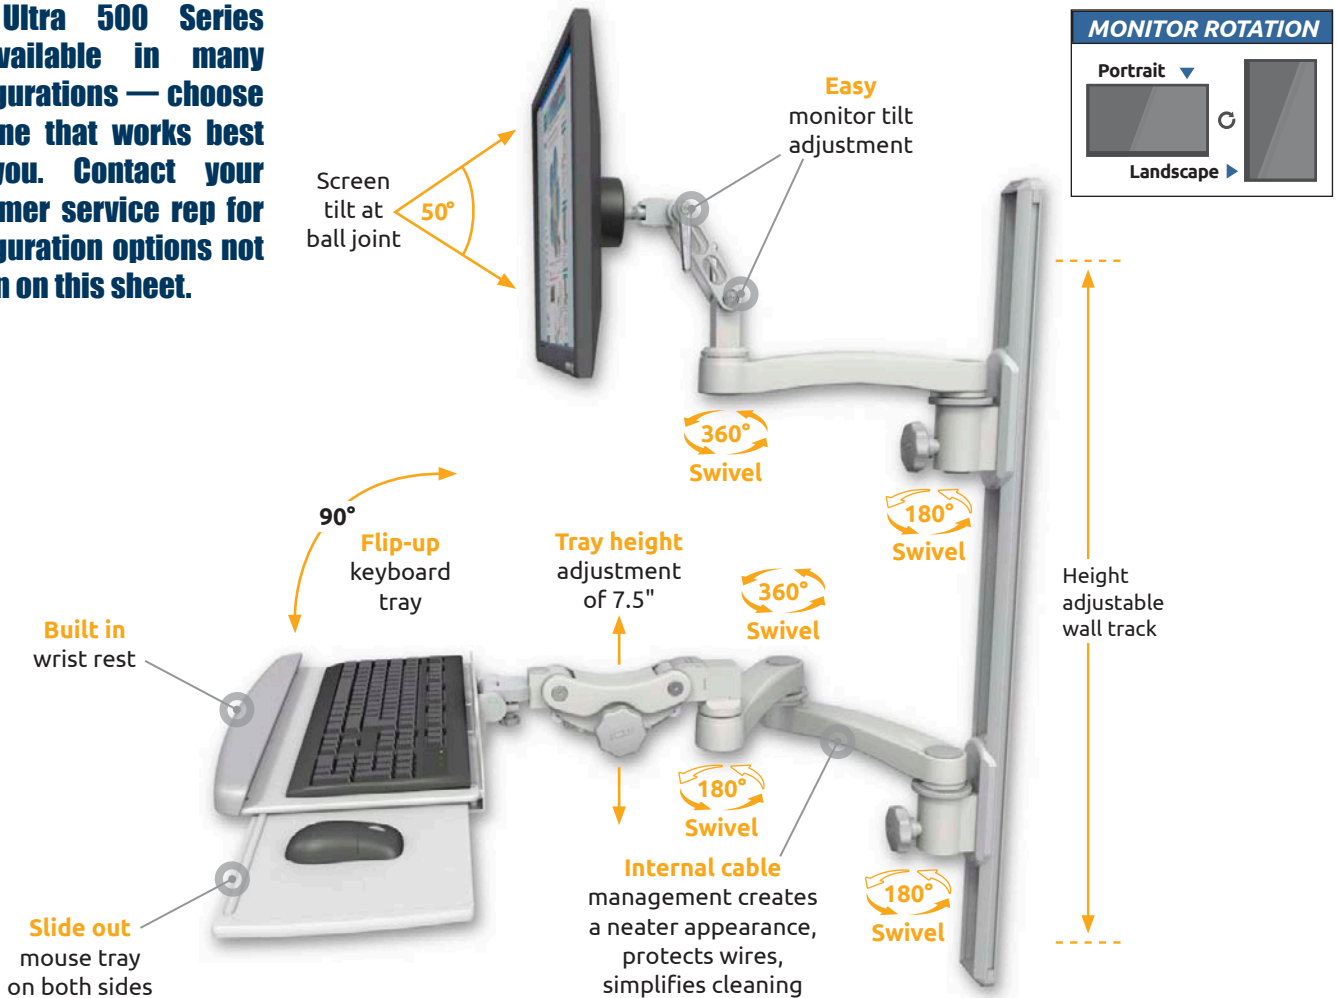 Ultra 500 Series
vailable in many
gurations — choose
ne that works best
you. Contact your
mer service rep for
guration options not
n on this sheet.
MONITOR ROTATION
Portrait
Landscape
Easy
monitor tilt
adjustment
Screen
tilt at
ball joint
50°
360°
Swivel
180°
Swivel
90°
Flip-up
keyboard
tray
Tray height
adjustment
of 7.5"
360°
Swivel
Height
adjustable
wall track
Built in
wrist rest
180°
Swivel
Internal cable
management creates
a neater appearance,
protects wires,
simplifies cleaning
180°
Swivel
Slide out
mouse tray
on both sides